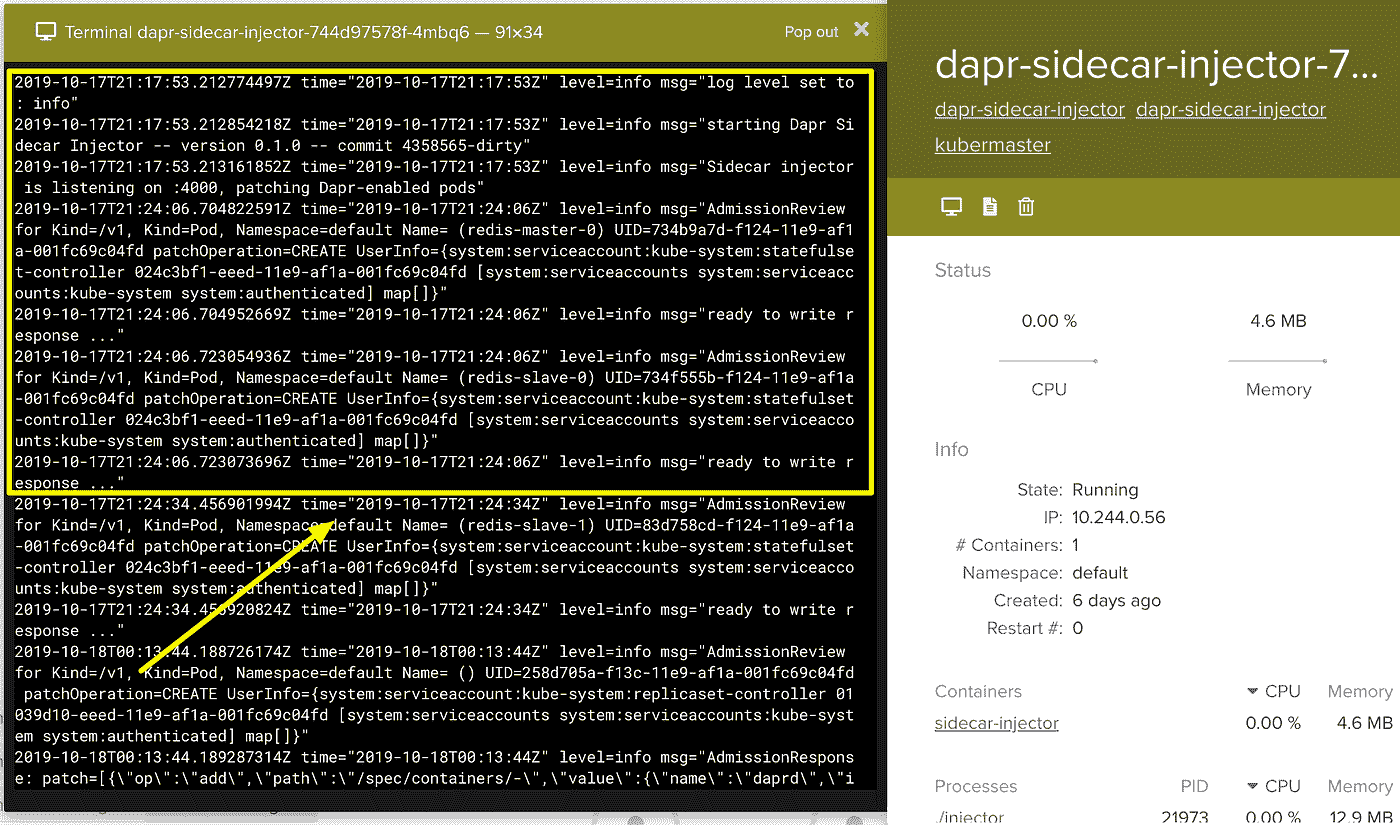 Terminal dapr-sidecar-injector-744d97578f-4mbq6 — 91×34
Pop out
2019-10-17T21:17:53.212774497Z time="2019-10-17T21:17:53Z" level=info msg="log level set to
: info"
2019-10-17T21:17:53.212854218Z time="2019-10-17T21:17:53Z" level=info msg="starting Dapr Si
decar Injector -- version 0.1.0 -- commit 4358565-dirty"
2019-10-17T21:17:53.213161852Z time="2019-10-17T21:17:53Z" level=info msg="Sidecar injector
 is listening on :4000, patching Dapr-enabled pods"
2019-10-17T21:24:06.704822591Z time="2019-10-17T21:24:06Z" level=info msg="AdmissionReview
for Kind=/v1, Kind=Pod, Namespace=default Name= (redis-master-0) UID=734b9a7d-f124-11e9-af1
a-001fc69c04fd patchOperation=CREATE UserInfo={system:serviceaccount:kube-system:statefulse
t-controller 024c3bf1-eeed-11e9-af1a-001fc69c04fd [system:serviceaccounts system:serviceacc
ounts:kube-system system:authenticated] map[]}"
2019-10-17T21:24:06.704952669Z time="2019-10-17T21:24:06Z" level=info msg="ready to write r
esponse ..."
2019-10-17T21:24:06.723054936Z time="2019-10-17T21:24:06Z" level=info msg="AdmissionReview
for Kind=/v1, Kind=Pod, Namespace=default Name= (redis-slave-0) UID=734f555b-f124-11e9-af1a
-001fc69c04fd patchOperation=CREATE UserInfo={system:serviceaccount:kube-system:statefulset
-controller 024c3bf1-eeed-11e9-af1a-001fc69c04fd [system:serviceaccounts system:serviceacco
unts:kube-system system:authenticated] map[]}"
2019-10-17T21:24:06.723073696Z time="2019-10-17T21:24:06Z" level=info msg="ready to write r
esponse ..."
2019-10-17T21:24:34.456901994Z time="2019-10-17T21:24:34Z" level=info msg="AdmissionReview
for Kind=/v1, Kind=Pod, Namespace=default Name= (redis-slave-1) UID=83d758cd-f124-11e9-af1a
-001fc69c04fd patchOperation=CREATE UserInfo={system:serviceaccount:kube-system:statefulset
-controller 024c3bf1-eeed-11e9-af1a-001fc69c04fd [system:serviceaccounts system:serviceacco
unts:kube-system system:authenticated] map[]}"
2019-10-17T21:24:34.456920824Z time="2019-10-17T21:24:34Z" level=info msg="ready to write r
esponse ..."
2019-10-18T00:13:44.188726174Z time="2019-10-18T00:13:44Z" level=info msg="AdmissionReview
for Kind=/v1, Kind=Pod, Namespace=default Name= () UID=258d705a-f13c-11e9-af1a-001fc69c04fd
 patchOperation=CREATE UserInfo={system:serviceaccount:kube-system:replicaset-controller 01
039d10-eeed-11e9-af1a-001fc69c04fd [system:serviceaccounts system:serviceaccounts:kube-syst
em system:authenticated] map[]}"
2019-10-18T00:13:44.189287314Z time="2019-10-18T00:13:44Z" level=info msg="AdmissionRespons
e: patch=[{\"op\":\"add\",\"path\":\"/spec/containers/-\",\"value\":{\"name\":\"daprd\",\"i
dapr-sidecar-injector-7...
dapr-sidecar-injector dapr-sidecar-injector
kubermaster
Status
0.00 % 4.6 MB
CPU Memory
Info
State: Running
IP: 10.244.0.56
# Containers: 1
Namespace: default
Created: 6 days ago
Restart #: 0
Containers CPU Memory
sidecar-injector 0.00 % 4.6 MB
Processes PID CPU Memory
./injector 21973 0.00 % 12.9 MB